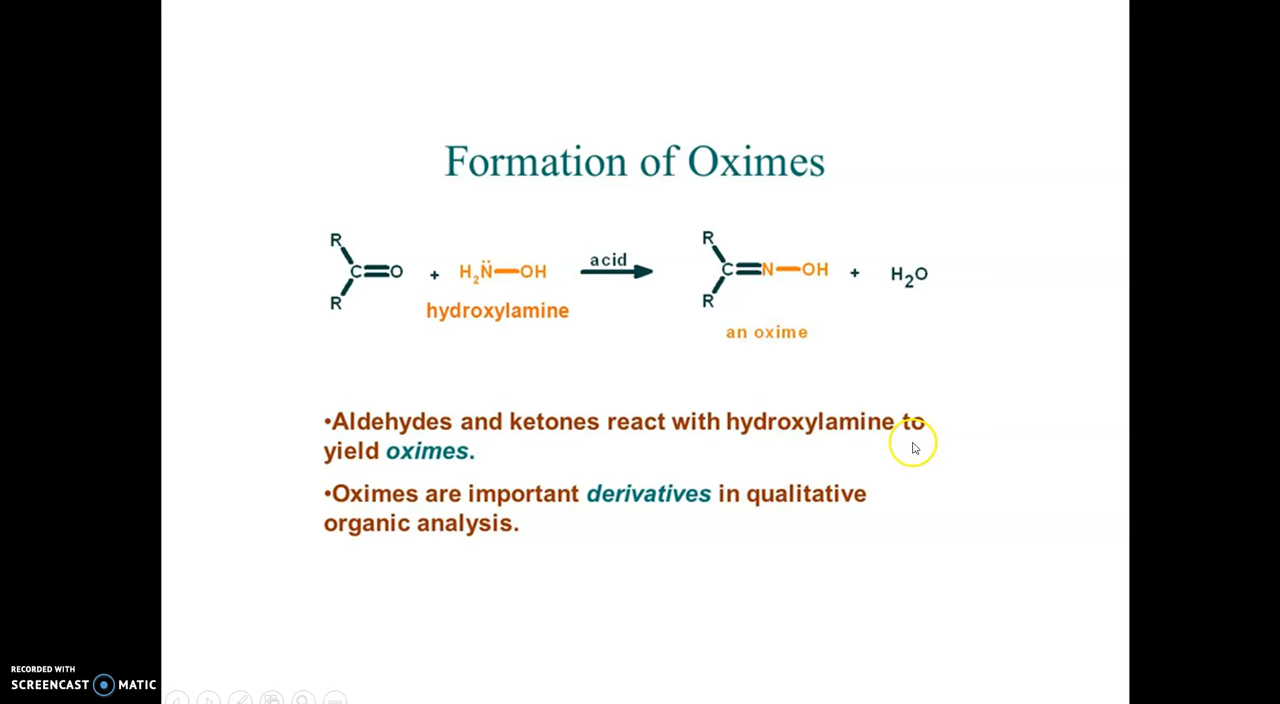 Formation of Oximes
R
C=O + H₂N̈—OH acid C=N—OH + H₂O
R
hydroxylamine
an oxime
•Aldehydes and ketones react with hydroxylamine to
yield oximes.
•Oximes are important derivatives in qualitative
organic analysis.
RECORDED WITH
SCREENCAST MATIC